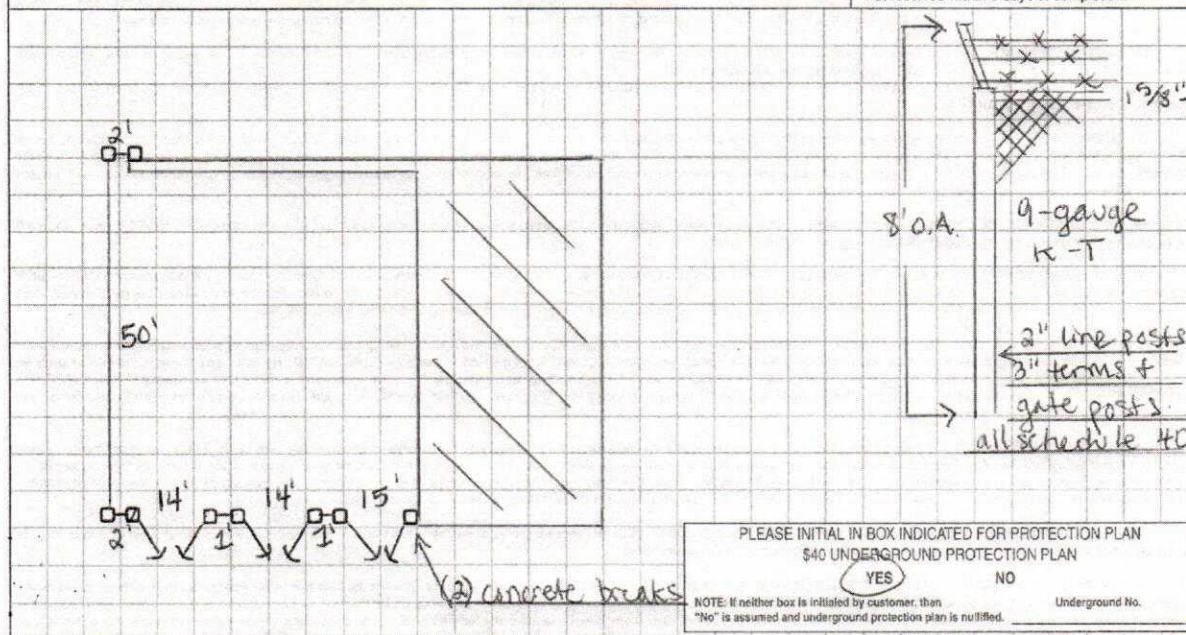 2'
1 5/8"
8' O.A.
9-gauge
K-T
50'
2" line posts
3" terms &
gate posts.
all schedule 40
14' 14' 15'
2' 1' 1'
(2) concrete breaks
PLEASE INITIAL IN BOX INDICATED FOR PROTECTION PLAN
$40 UNDERGROUND PROTECTION PLAN
YES NO
NOTE: If neither box is initialed by customer, then Underground No.
"No" is assumed and underground protection plan is nullified.